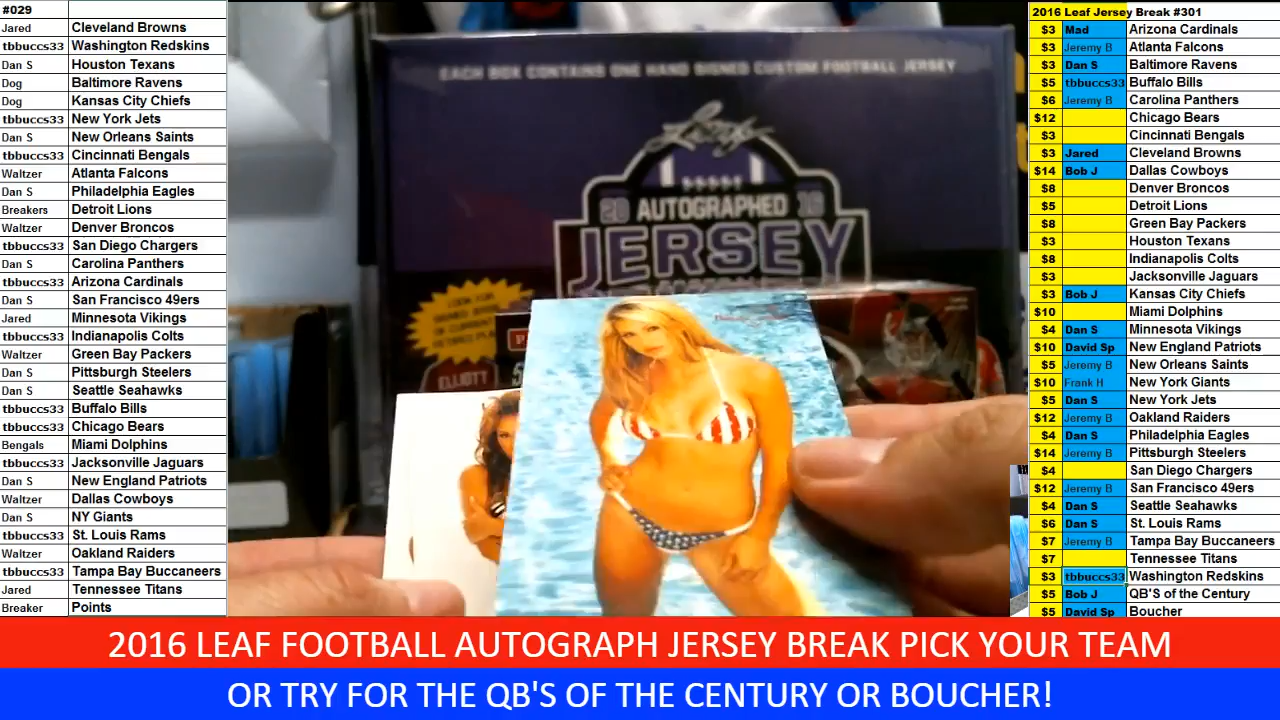 #029
Jared Cleveland Browns
tbbuccs33 Washington Redskins
Dan S Houston Texans
Dog Baltimore Ravens
Dog Kansas City Chiefs
tbbuccs33 New York Jets
Dan S New Orleans Saints
tbbuccs33 Cincinnati Bengals
Waltzer Atlanta Falcons
Dan S Philadelphia Eagles
Breakers Detroit Lions
Waltzer Denver Broncos
tbbuccs33 San Diego Chargers
Dan S Carolina Panthers
tbbuccs33 Arizona Cardinals
Dan S San Francisco 49ers
Jared Minnesota Vikings
tbbuccs33 Indianapolis Colts
Waltzer Green Bay Packers
Dan S Pittsburgh Steelers
Dan S Seattle Seahawks
tbbuccs33 Buffalo Bills
tbbuccs33 Chicago Bears
Bengals Miami Dolphins
tbbuccs33 Jacksonville Jaguars
Dan S New England Patriots
Waltzer Dallas Cowboys
Dan S NY Giants
tbbuccs33 St. Louis Rams
Waltzer Oakland Raiders
tbbuccs33 Tampa Bay Buccaneers
Jared Tennessee Titans
Breaker Points
EACH BOX CONTAINS ONE HAND SIGNED CUSTOM FOOTBALL JERSEY
Leaf
20 AUTOGRAPHED 16
JERSEY
ELLIOTT
2016 Leaf Jersey Break #301
$3 Mad Arizona Cardinals
$3 Jeremy B Atlanta Falcons
$3 Dan S Baltimore Ravens
$5 tbbuccs33 Buffalo Bills
$6 Jeremy B Carolina Panthers
$12 Chicago Bears
$3 Cincinnati Bengals
$3 Jared Cleveland Browns
$14 Bob J Dallas Cowboys
$8 Denver Broncos
$5 Detroit Lions
$8 Green Bay Packers
$3 Houston Texans
$8 Indianapolis Colts
$3 Jacksonville Jaguars
$3 Bob J Kansas City Chiefs
$10 Miami Dolphins
$4 Dan S Minnesota Vikings
$10 David Sp New England Patriots
$5 Jeremy B New Orleans Saints
$10 Frank H New York Giants
$5 Dan S New York Jets
$12 Jeremy B Oakland Raiders
$4 Dan S Philadelphia Eagles
$14 Jeremy B Pittsburgh Steelers
$4 San Diego Chargers
$12 Jeremy B San Francisco 49ers
$4 Dan S Seattle Seahawks
$6 Dan S St. Louis Rams
$7 Jeremy B Tampa Bay Buccaneers
$7 Tennessee Titans
$3 tbbuccs33 Washington Redskins
$5 Bob J QB'S of the Century
$5 David Sp Boucher
2016 LEAF FOOTBALL AUTOGRAPH JERSEY BREAK PICK YOUR TEAM
OR TRY FOR THE QB'S OF THE CENTURY OR BOUCHER!